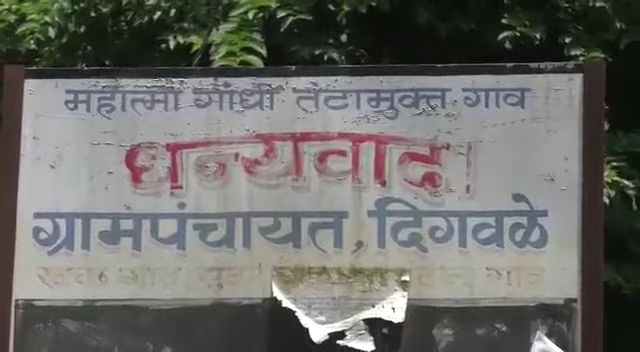 महात्मा गांधी तंटामुक्त गाव
धन्यवाद।
ग्रामपंचायत, दिगवळे
गाव